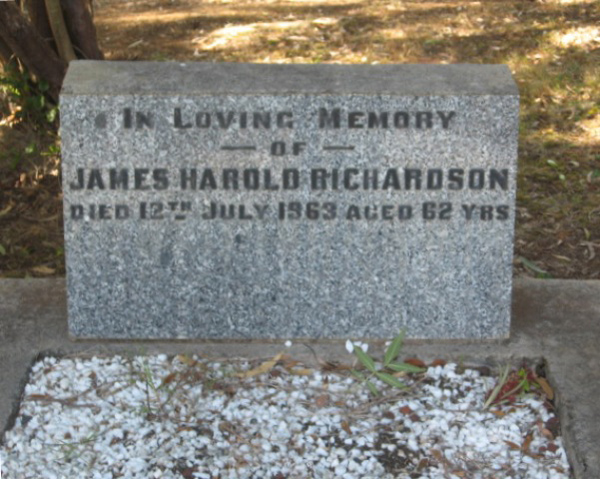 In Loving Memory
— OF —
JAMES HAROLD RICHARDSON
DIED 12TH JULY 1963 AGED 62 YRS